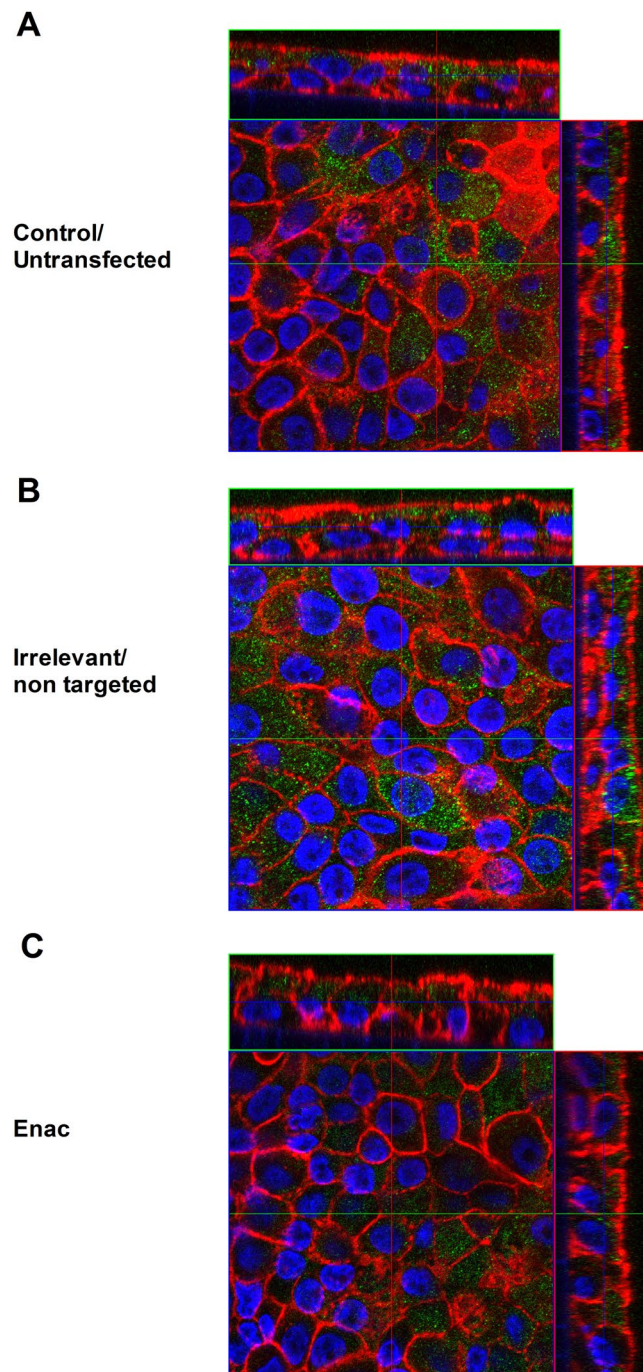 A
Control/
Untransfected
B
Irrelevant/
non targeted
C
Enac